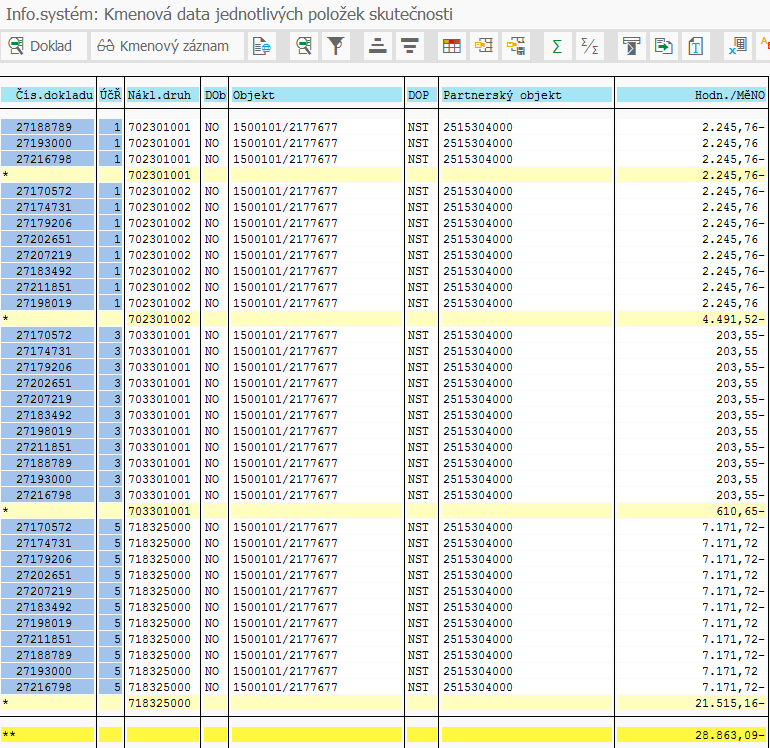 Info.systém: Kmenová data jednotlivých položek skutečnosti
Doklad Kmenový záznam
Čís.dokladu ÚčŘ Nákl.druh DOb Objekt DOP Partnerský objekt Hodn./MěNO
27188789 1 702301001 NO 1500101/2177677 NST 2515304000 2.245,76-
27193000 1 702301001 NO 1500101/2177677 NST 2515304000 2.245,76
27216798 1 702301001 NO 1500101/2177677 NST 2515304000 2.245,76-
* 702301001 2.245,76-
27170572 1 702301002 NO 1500101/2177677 NST 2515304000 2.245,76-
27174731 1 702301002 NO 1500101/2177677 NST 2515304000 2.245,76
27179206 1 702301002 NO 1500101/2177677 NST 2515304000 2.245,76-
27202651 1 702301002 NO 1500101/2177677 NST 2515304000 2.245,76
27207219 1 702301002 NO 1500101/2177677 NST 2515304000 2.245,76-
27183492 1 702301002 NO 1500101/2177677 NST 2515304000 2.245,76-
27211851 1 702301002 NO 1500101/2177677 NST 2515304000 2.245,76-
27198019 1 702301002 NO 1500101/2177677 NST 2515304000 2.245,76
* 702301002 4.491,52-
27170572 3 703301001 NO 1500101/2177677 NST 2515304000 203,55-
27174731 3 703301001 NO 1500101/2177677 NST 2515304000 203,55
27179206 3 703301001 NO 1500101/2177677 NST 2515304000 203,55-
27202651 3 703301001 NO 1500101/2177677 NST 2515304000 203,55
27207219 3 703301001 NO 1500101/2177677 NST 2515304000 203,55-
27183492 3 703301001 NO 1500101/2177677 NST 2515304000 203,55-
27198019 3 703301001 NO 1500101/2177677 NST 2515304000 203,55
27211851 3 703301001 NO 1500101/2177677 NST 2515304000 203,55-
27188789 3 703301001 NO 1500101/2177677 NST 2515304000 203,55-
27193000 3 703301001 NO 1500101/2177677 NST 2515304000 203,55
27216798 3 703301001 NO 1500101/2177677 NST 2515304000 203,55-
* 703301001 610,65-
27170572 5 718325000 NO 1500101/2177677 NST 2515304000 7.171,72-
27174731 5 718325000 NO 1500101/2177677 NST 2515304000 7.171,72
27179206 5 718325000 NO 1500101/2177677 NST 2515304000 7.171,72-
27202651 5 718325000 NO 1500101/2177677 NST 2515304000 7.171,72
27207219 5 718325000 NO 1500101/2177677 NST 2515304000 7.171,72-
27183492 5 718325000 NO 1500101/2177677 NST 2515304000 7.171,72-
27198019 5 718325000 NO 1500101/2177677 NST 2515304000 7.171,72
27211851 5 718325000 NO 1500101/2177677 NST 2515304000 7.171,72-
27188789 5 718325000 NO 1500101/2177677 NST 2515304000 7.171,72-
27193000 5 718325000 NO 1500101/2177677 NST 2515304000 7.171,72
27216798 5 718325000 NO 1500101/2177677 NST 2515304000 7.171,72-
* 718325000 21.515,16-
** 28.863,09-